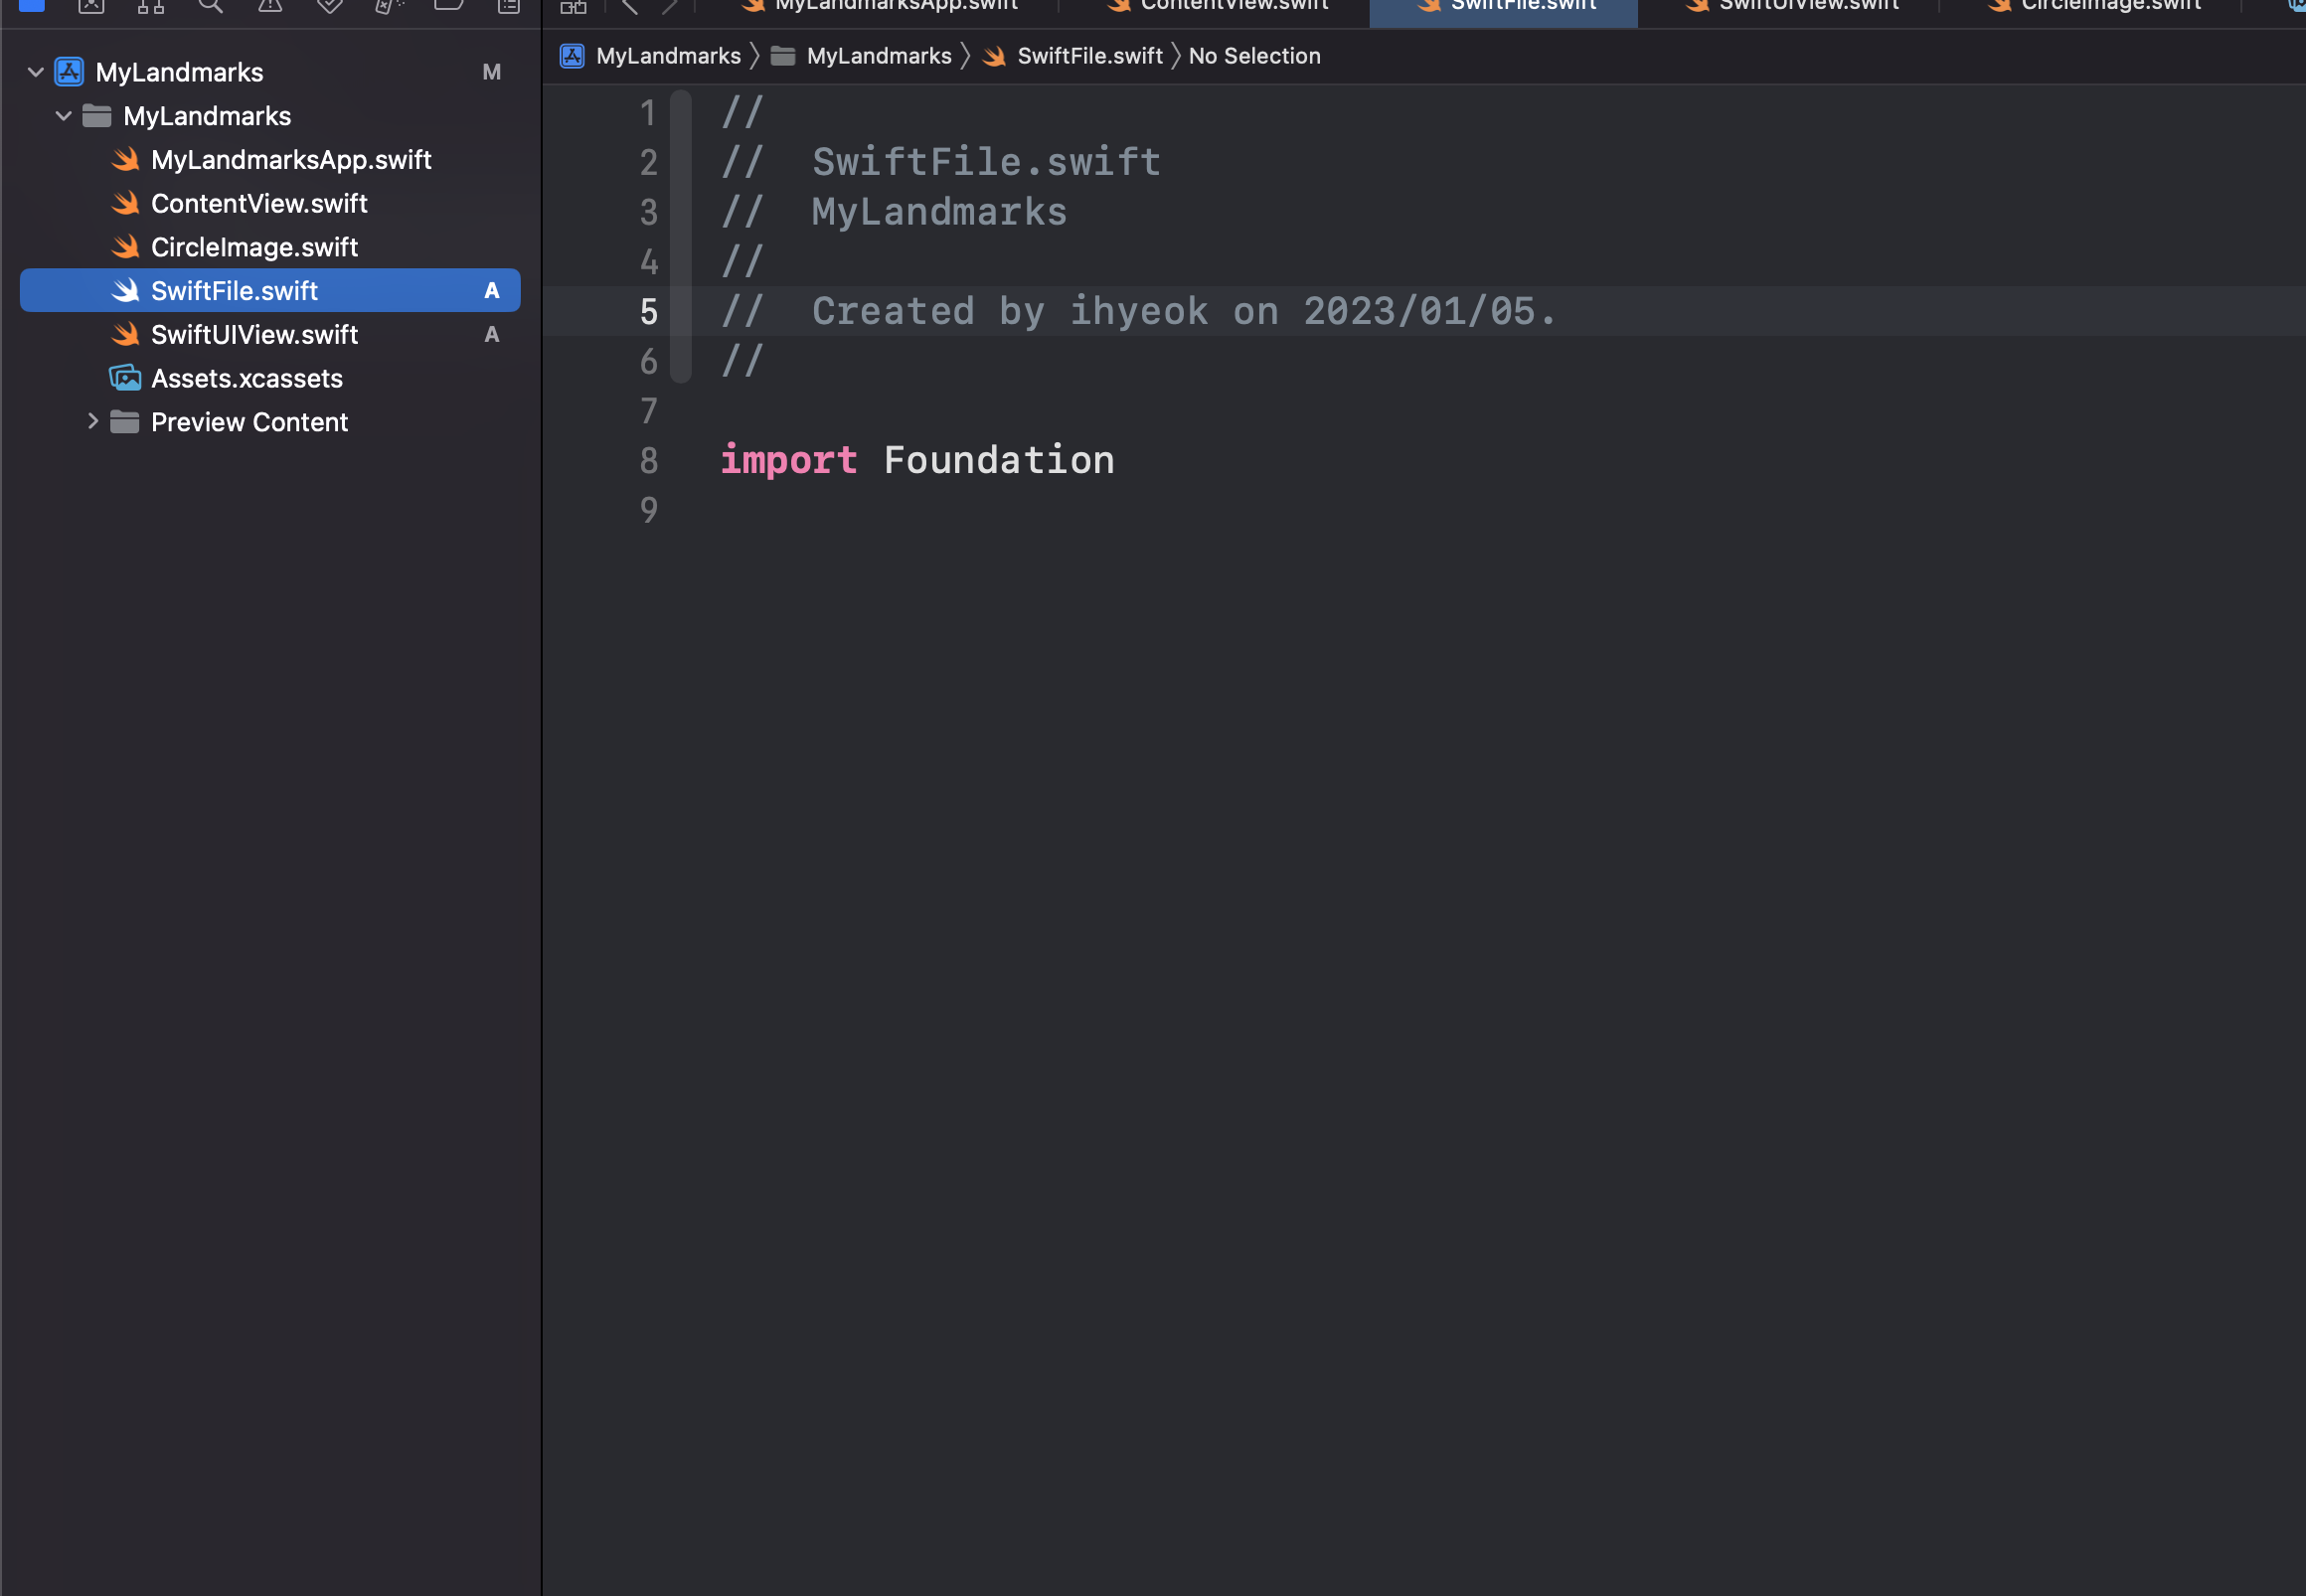 MyLandmarksApp.swift ContentView.swift SwiftFile.swift SwiftUIView.swift CircleImage.swift
MyLandmarks M
MyLandmarks
MyLandmarksApp.swift
ContentView.swift
CircleImage.swift
SwiftFile.swift A
SwiftUIView.swift A
Assets.xcassets
Preview Content
MyLandmarks MyLandmarks SwiftFile.swift No Selection
1 //
2 //  SwiftFile.swift
3 //  MyLandmarks
4 //
5 //  Created by ihyeok on 2023/01/05.
6 //
7
8 import Foundation
9